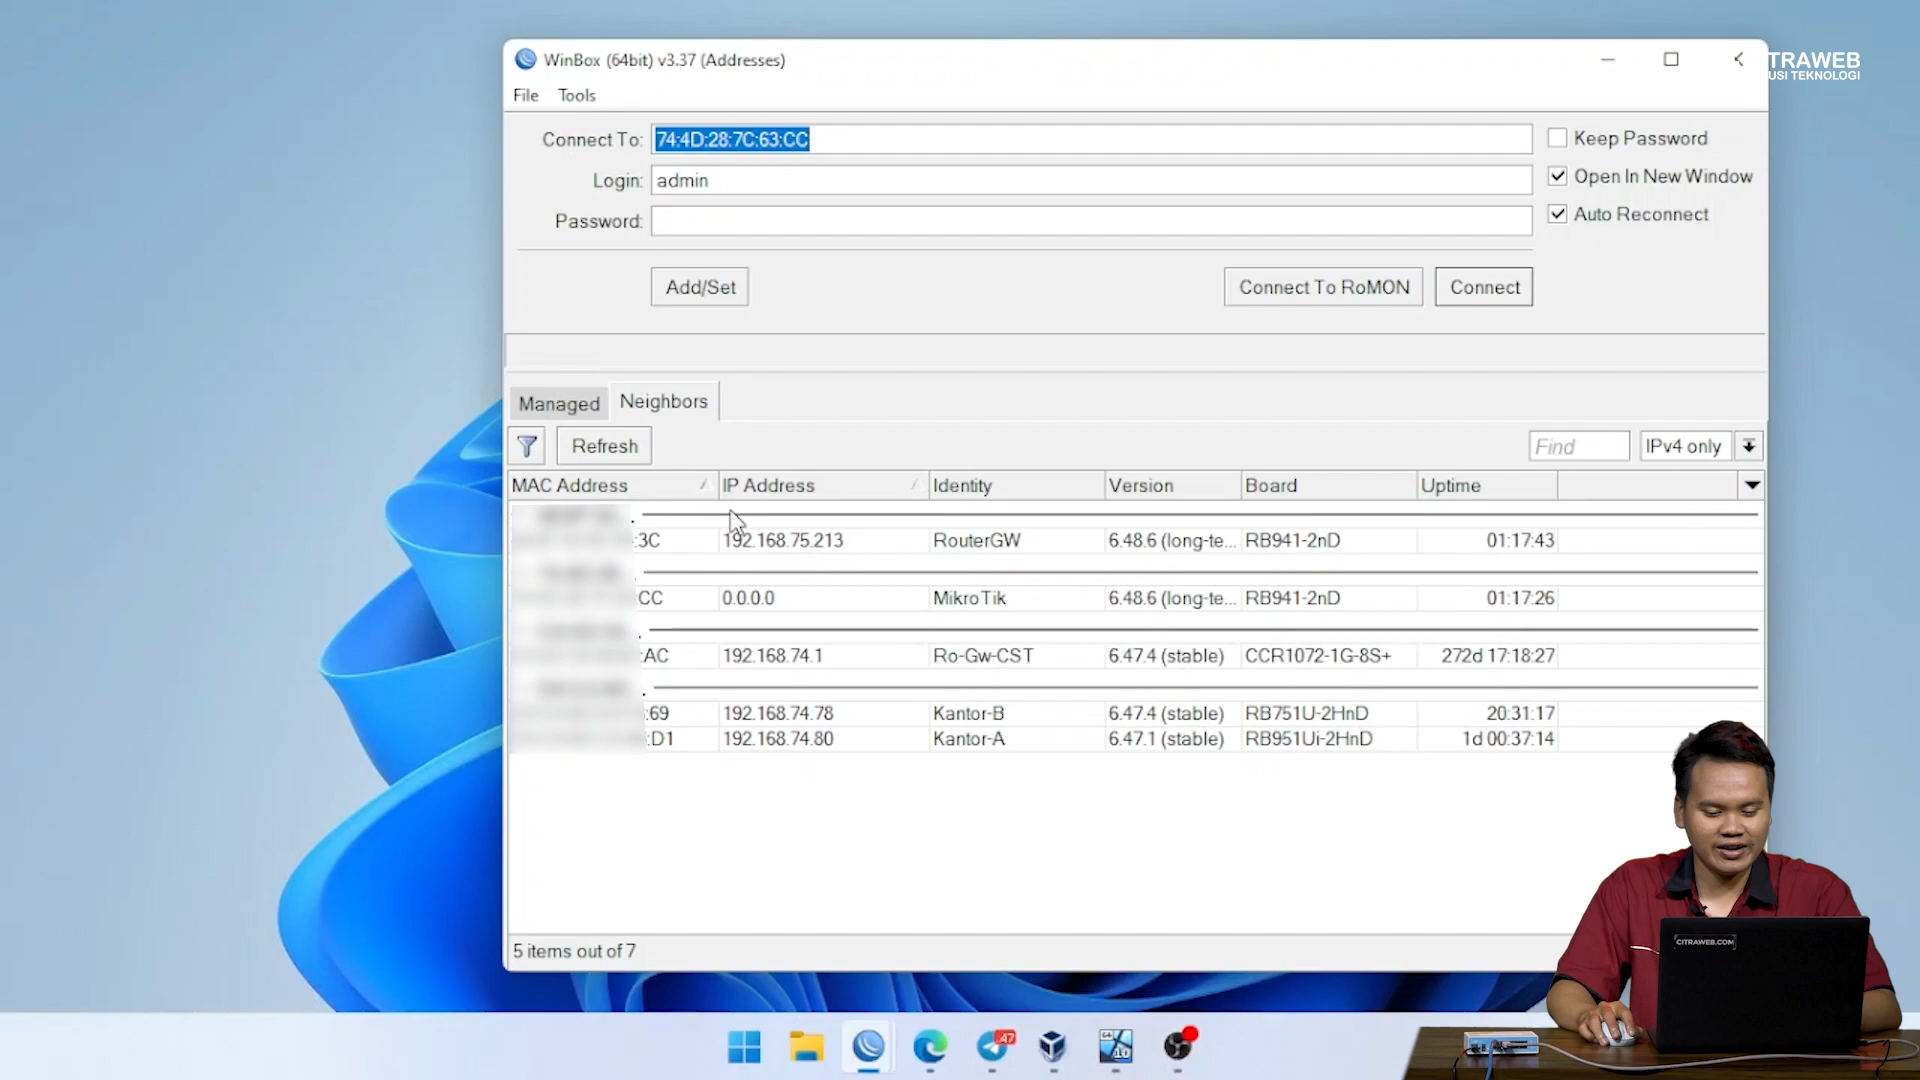 WinBox (64bit) v3.37 (Addresses)
TRAWEB
USI TEKNOLOGI
File Tools
Connect To: 74:4D:28:7C:63:CC
Keep Password
Login: admin
Open In New Window
Password:
Auto Reconnect
Add/Set Connect To RoMON Connect
Managed Neighbors
Refresh Find IPv4 only
MAC Address IP Address Identity Version Board Uptime
:3C 192.168.75.213 RouterGW 6.48.6 (long-te... RB941-2nD 01:17:43
CC 0.0.0.0 MikroTik 6.48.6 (long-te... RB941-2nD 01:17:26
:AC 192.168.74.1 Ro-Gw-CST 6.47.4 (stable) CCR1072-1G-8S+ 272d 17:18:27
:69 192.168.74.78 Kantor-B 6.47.4 (stable) RB751U-2HnD 20:31:17
:D1 192.168.74.80 Kantor-A 6.47.1 (stable) RB951Ui-2HnD 1d 00:37:14
5 items out of 7
CITRAWEB.COM
47
64
10